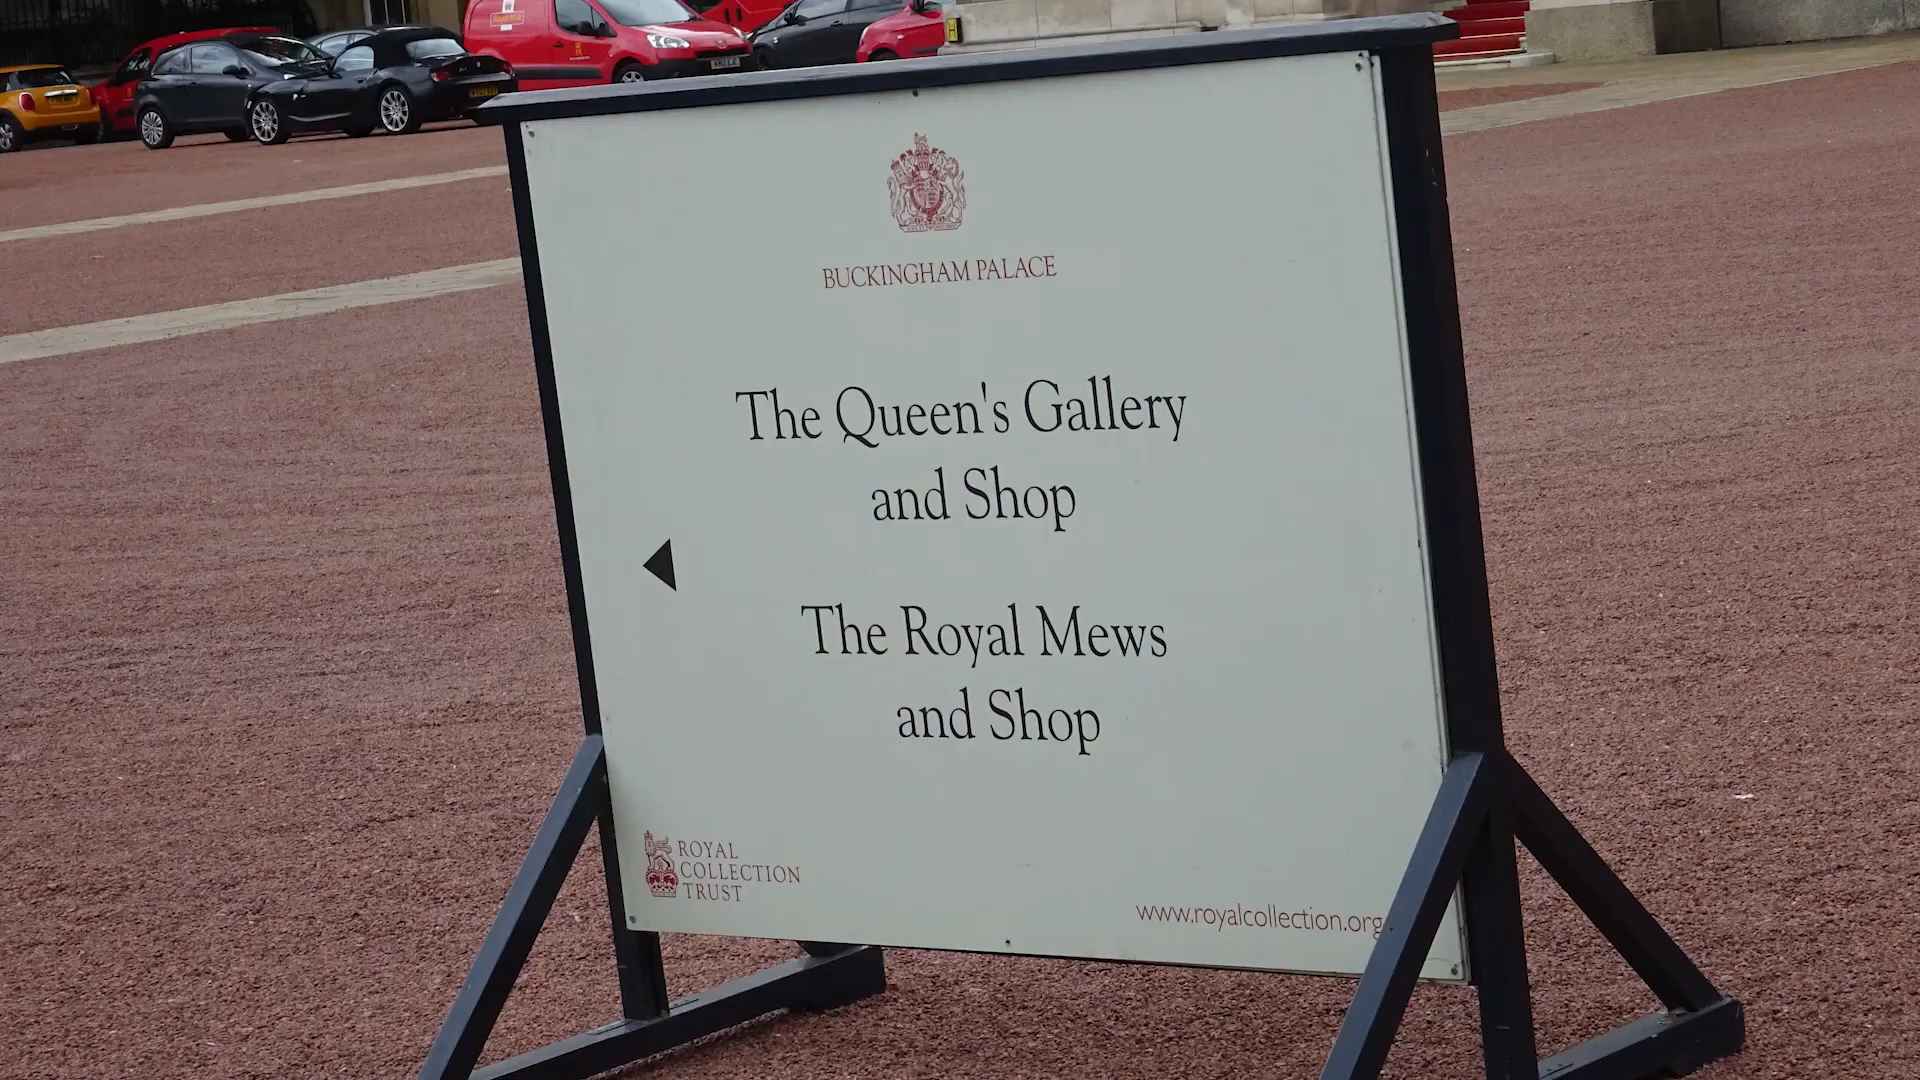 BUCKINGHAM PALACE
The Queen's Gallery
and Shop
The Royal Mews
and Shop
ROYAL
COLLECTION
TRUST
www.royalcollection.org